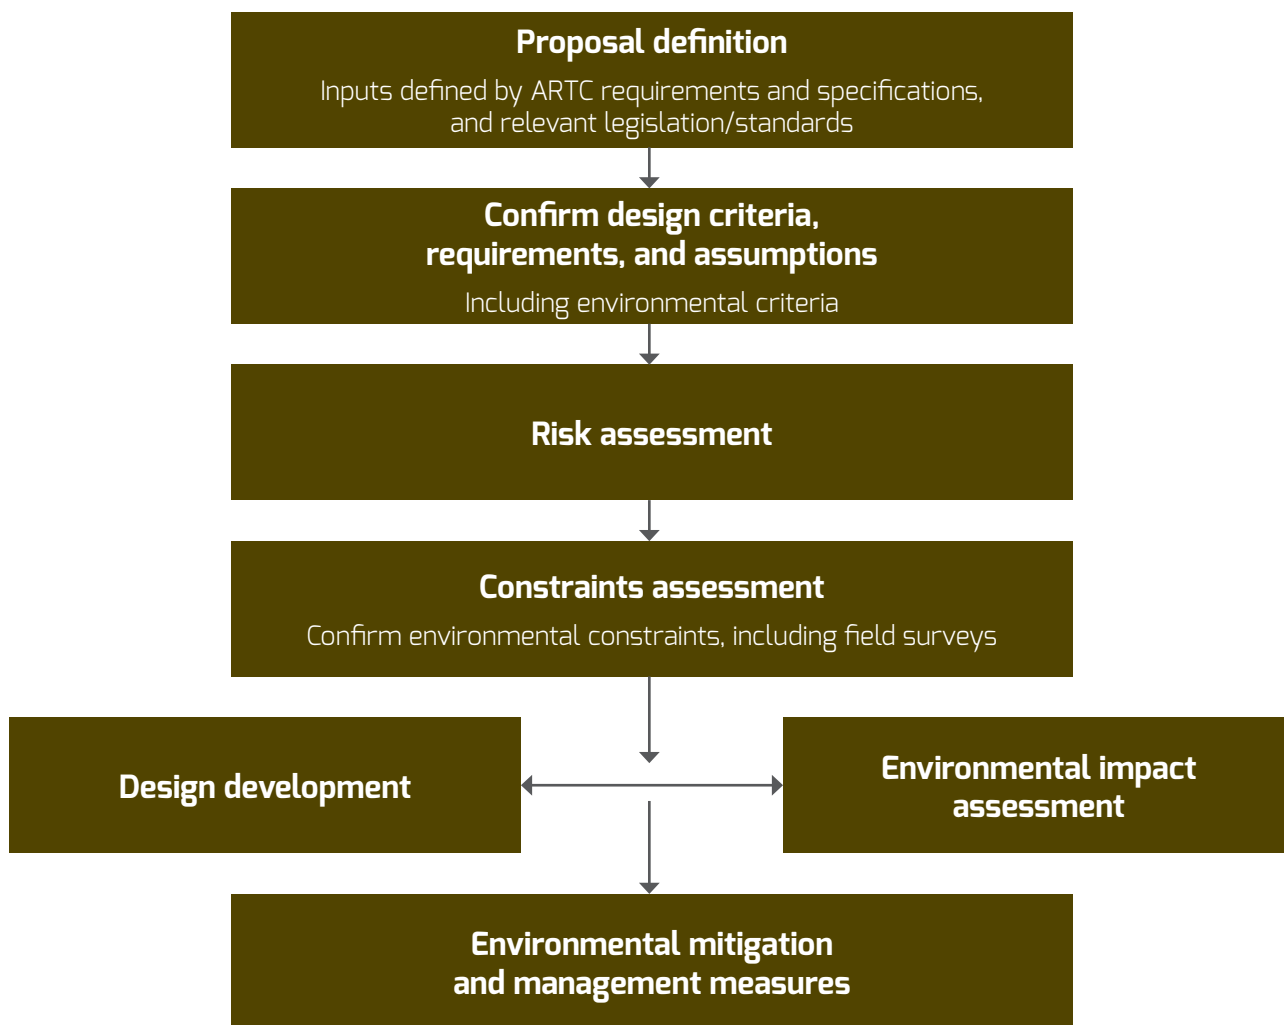 Proposal definition
Inputs defined by ARTC requirements and specifications,
and relevant legislation/standards
Confirm design criteria,
requirements, and assumptions
Including environmental criteria
Risk assessment
Constraints assessment
Confirm environmental constraints, including field surveys
Design development
Environmental impact
assessment
Environmental mitigation
and management measures